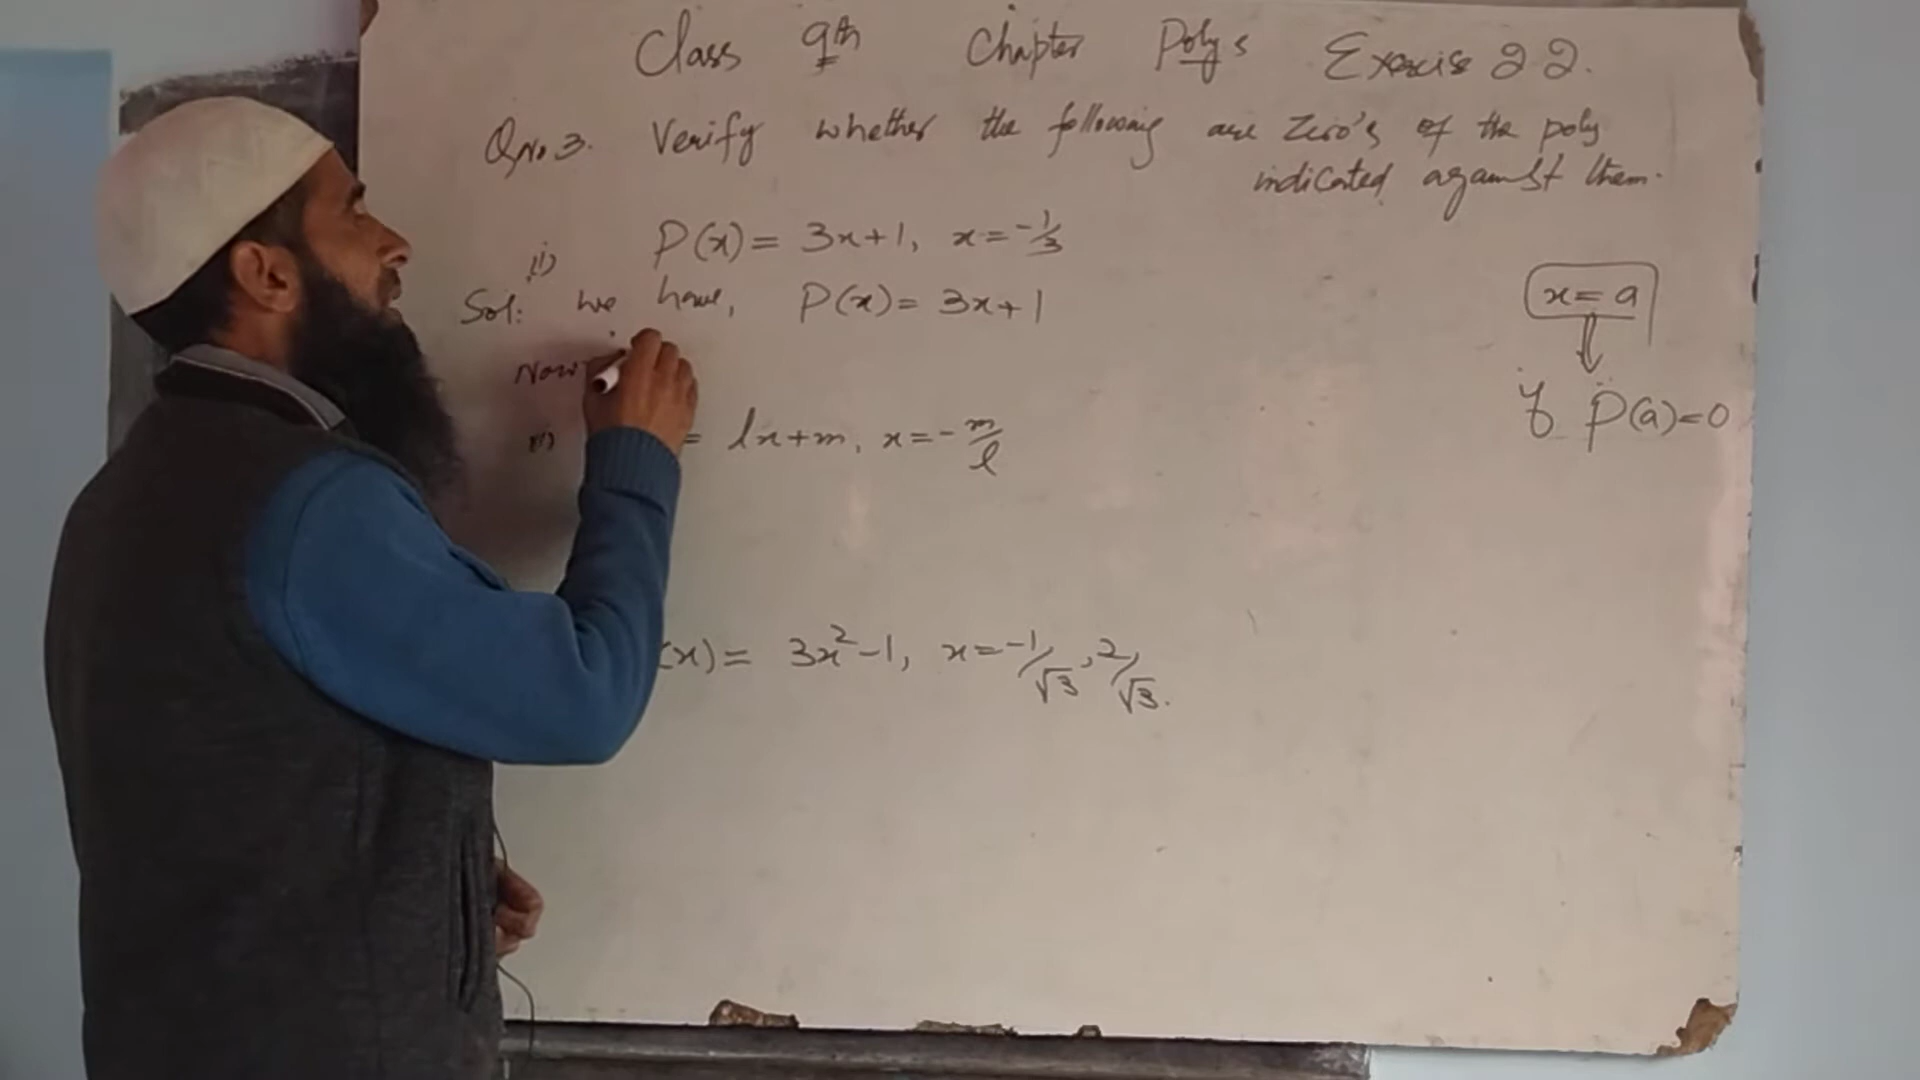 Class 9th Chapter Polys Exercise 2.2.
Q No 3. Verify whether the following are Zero's of the poly
indicated against them.
(i) P(x) = 3x+1, x = -1/3
Sol: we have, P(x) = 3x+1
Now
= lx+m, x = -m/l
(x) = 3x²-1, x = -1/√3, 2/√3.
x = a
if P(a)=0